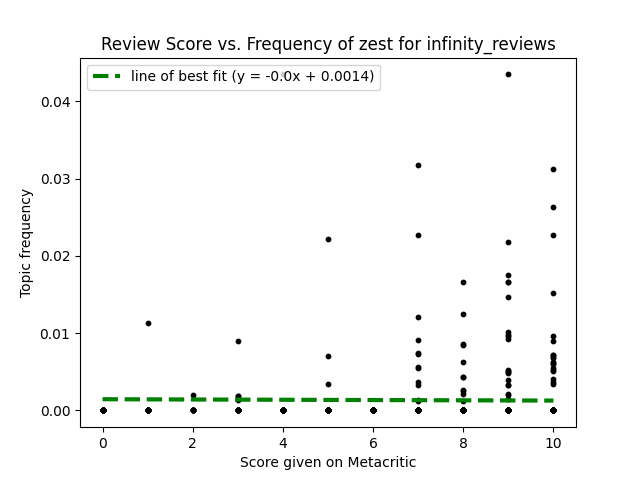 Review Score vs. Frequency of zest for infinity_reviews
line of best fit (y = -0.0x + 0.0014)
Topic frequency
0.04
0.03
0.02
0.01
0.00
0 2 4 6 8 10
Score given on Metacritic